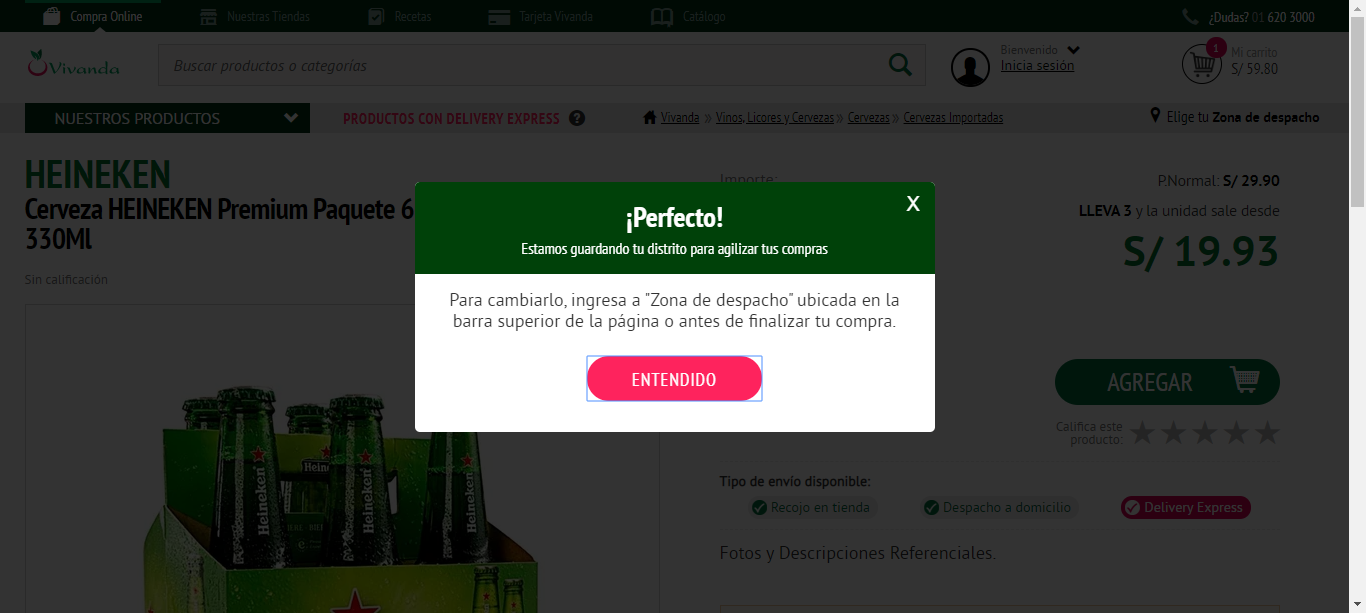 Compra Online
Nuestras Tiendas
Recetas
Tarjeta Vivanda
Catálogo
¿Dudas? 01 620 3000
Vivanda
Buscar productos o categorías
Bienvenido
Inicia sesión
1
Mi carrito
S/ 59.80
NUESTROS PRODUCTOS
PRODUCTOS CON DELIVERY EXPRESS ?
Vivanda » Vinos, Licores y Cervezas » Cervezas » Cervezas Importadas
Elige tu Zona de despacho
HEINEKEN
Cerveza HEINEKEN Premium Paquete 6
330Ml
Sin calificación
Importe:
P.Normal: S/ 29.90
LLEVA 3 y la unidad sale desde
S/ 19.93
X
¡Perfecto!
Estamos guardando tu distrito para agilizar tus compras
Para cambiarlo, ingresa a "Zona de despacho" ubicada en la
barra superior de la página o antes de finalizar tu compra.
ENTENDIDO
AGREGAR
Califica este
producto:
Tipo de envío disponible:
Recojo en tienda
Despacho a domicilio
Delivery Express
Fotos y Descripciones Referenciales.
Heineken
Heineken
Heineken